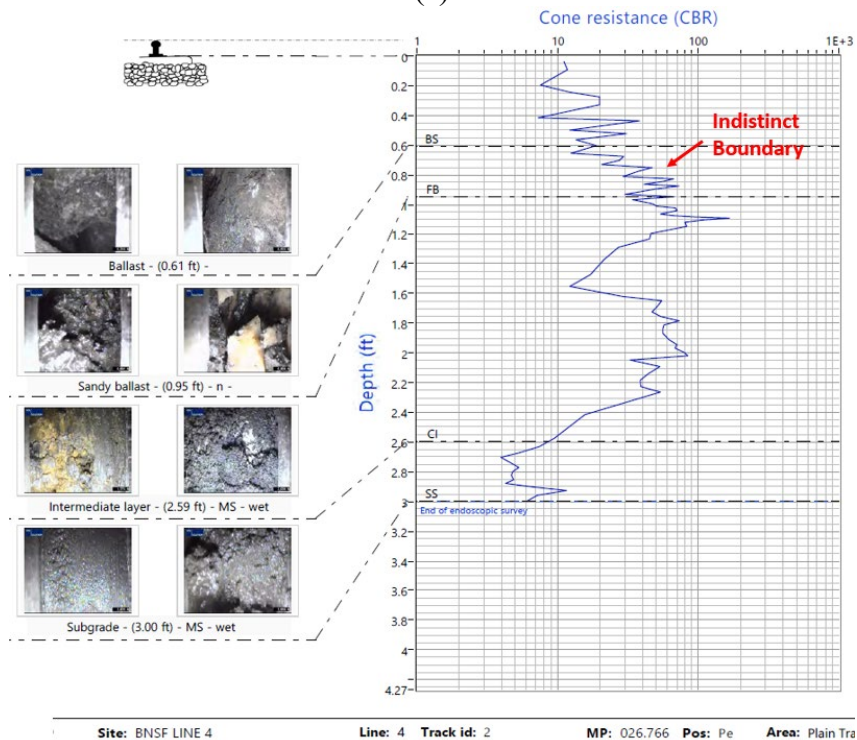 Cone resistance (CBR)
1 10 100 1E+3
0
0.2
0.4
0.6
0.8
1
1.2
1.4
1.6
1.8
2
2.2
2.4
2.6
2.8
3
3.2
3.4
3.6
3.8
4
4.27
Depth (ft)
BS
FB
CI
SS
End of endoscopic survey
Indistinct
Boundary
Ballast - (0.61 ft) -
Sandy ballast - (0.95 ft) - n -
Intermediate layer - (2.59 ft) - MS - wet
Subgrade - (3.00 ft) - MS - wet
Site: BNSF LINE 4 Line: 4 Track id: 2 MP: 026.766 Pos: Pe Area: Plain Tra